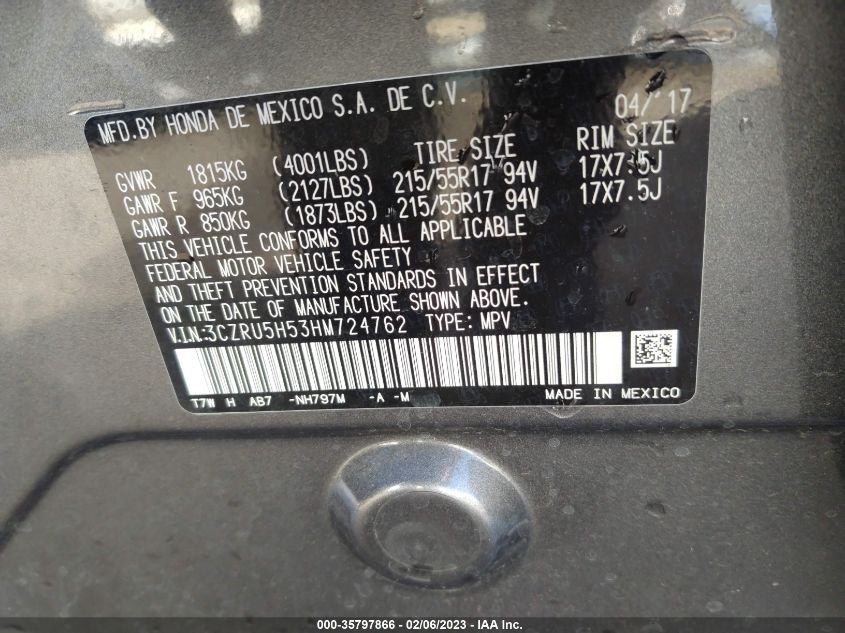 MFD.BY HONDA DE MEXICO S.A. DE C.V. 04/'17
TIRE SIZE RIM SIZE
GVWR 1815KG (4001LBS)
GAWR F 965KG (2127LBS) 215/55R17 94V 17X7.5J
GAWR R 850KG (1873LBS) 215/55R17 94V 17X7.5J
THIS VEHICLE CONFORMS TO ALL APPLICABLE
FEDERAL MOTOR VEHICLE SAFETY
AND THEFT PREVENTION STANDARDS IN EFFECT
ON THE DATE OF MANUFACTURE SHOWN ABOVE.
V.I.N:3CZRU5H53HM724762 TYPE: MPV
T7W H AB7 -NH797M -A -M MADE IN MEXICO
000-35797866 - 02/06/2023 - IAA Inc.